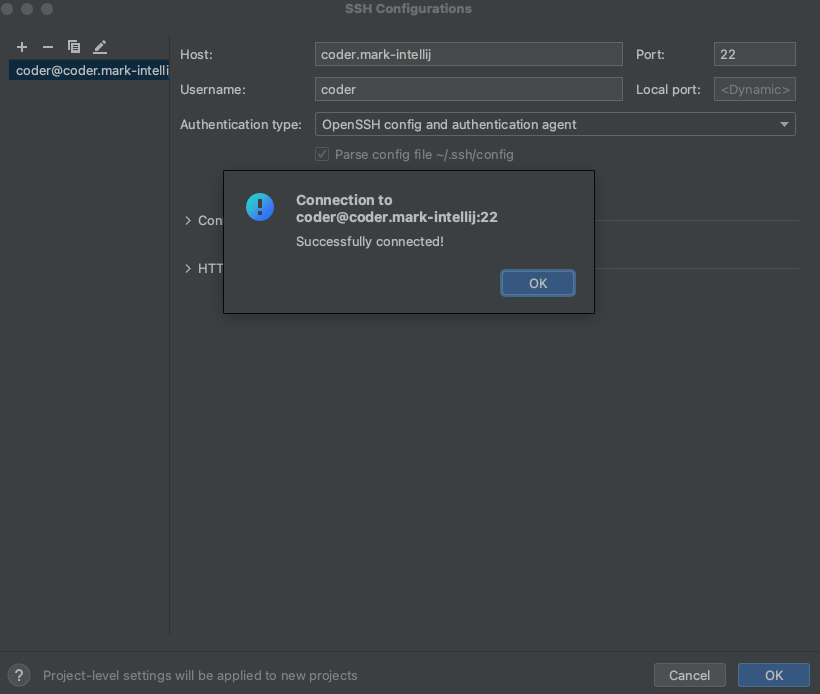 SSH Configurations
coder@coder.mark-intelli
Host:
coder.mark-intellij
Port:
22
Username:
coder
Local port:
<Dynamic>
Authentication type:
OpenSSH config and authentication agent
Parse config file ~/.ssh/config
Con
HTT
Connection to
coder@coder.mark-intellij:22
Successfully connected!
OK
?
Project-level settings will be applied to new projects
Cancel
OK